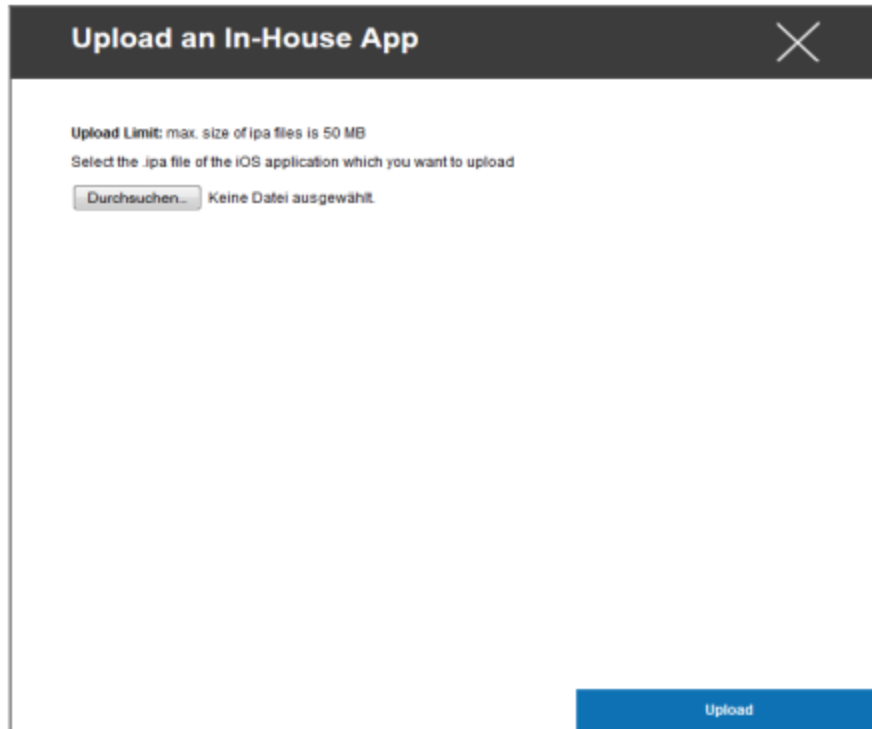 Upload an In-House App
Upload Limit: max. size of ipa files is 50 MB
Select the .ipa file of the iOS application which you want to upload
Durchsuchen... Keine Datei ausgewählt.
Upload